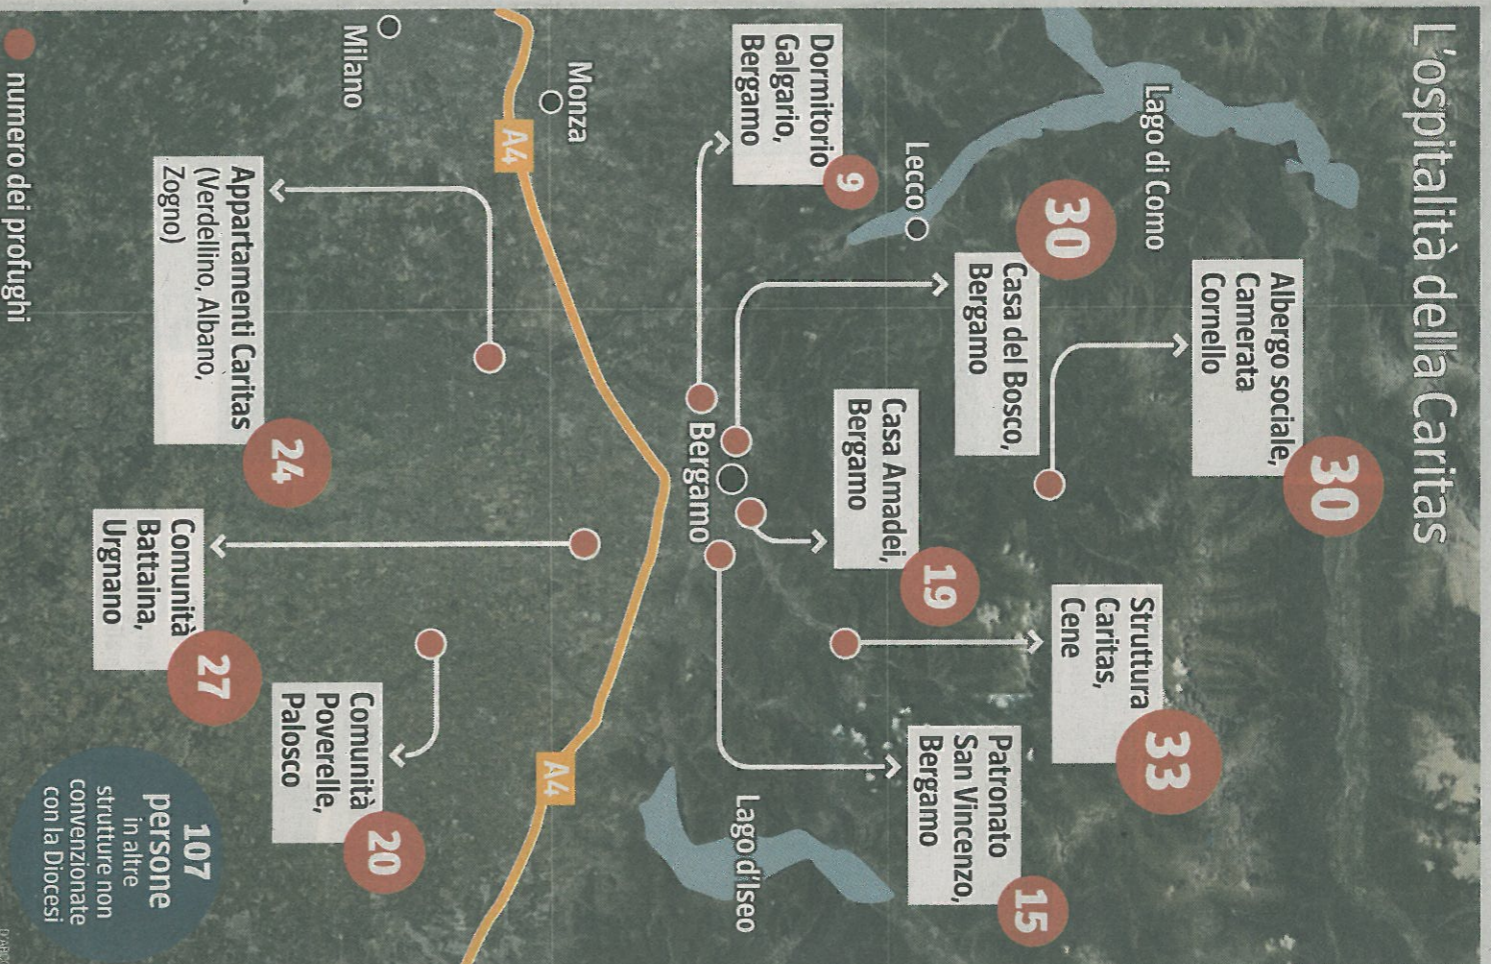 L'ospitalità della Caritas
Lago di Como
Albergo sociale,
Camerata
Cornello
30
Lecco
30
Casa del Bosco,
Bergamo
Dormitorio
Galgario,
Bergamo
9
Casa Amadei,
Bergamo
19
Struttura
Caritas,
Cene
33
Patronato
San Vincenzo,
Bergamo
15
Bergamo
Lago d'Iseo
Monza
A4
A4
Milano
Appartamenti Caritas
(Verdellino, Albano,
Zogno)
24
Comunità
Battaina,
Urgnano
27
Comunità
Poverelle,
Palosco
20
107
persone
in altre
strutture non
convenzionate
con la Diocesi
numero dei profughi